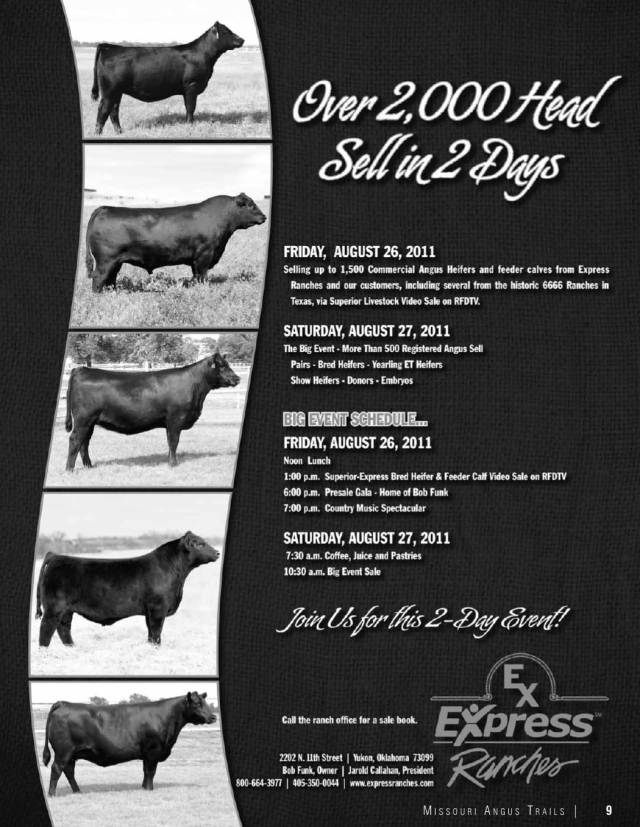 Over 2,000 Head
Sell in 2 Days
FRIDAY, AUGUST 26, 2011
Selling up to 1,500 Commercial Angus Heifers and feeder calves from Express
Ranches and our customers, including several from the historic 6666 Ranches in
Texas, via Superior Livestock Video Sale on RFDTV.
SATURDAY, AUGUST 27, 2011
The Big Event - More Than 500 Registered Angus Sell
Pairs - Bred Heifers - Yearling ET Heifers
Show Heifers - Donors - Embryos
BIG EVENT SCHEDULE...
FRIDAY, AUGUST 26, 2011
Noon Lunch
1:00 p.m. Superior-Express Bred Heifer & Feeder Calf Video Sale on RFDTV
6:00 p.m. Presale Gala - Home of Bob Funk
7:00 p.m. Country Music Spectacular
SATURDAY, AUGUST 27, 2011
7:30 a.m. Coffee, Juice and Pastries
10:30 a.m. Big Event Sale
Join Us for this 2-Day Event!
Call the ranch office for a sale book.
EX
Express
Ranches
2202 N. 11th Street | Yukon, Oklahoma 73099
Bob Funk, Owner | Jarold Callahan, President
800-664-3977 | 405-350-0044 | www.expressranches.com
MISSOURI ANGUS TRAILS | 9